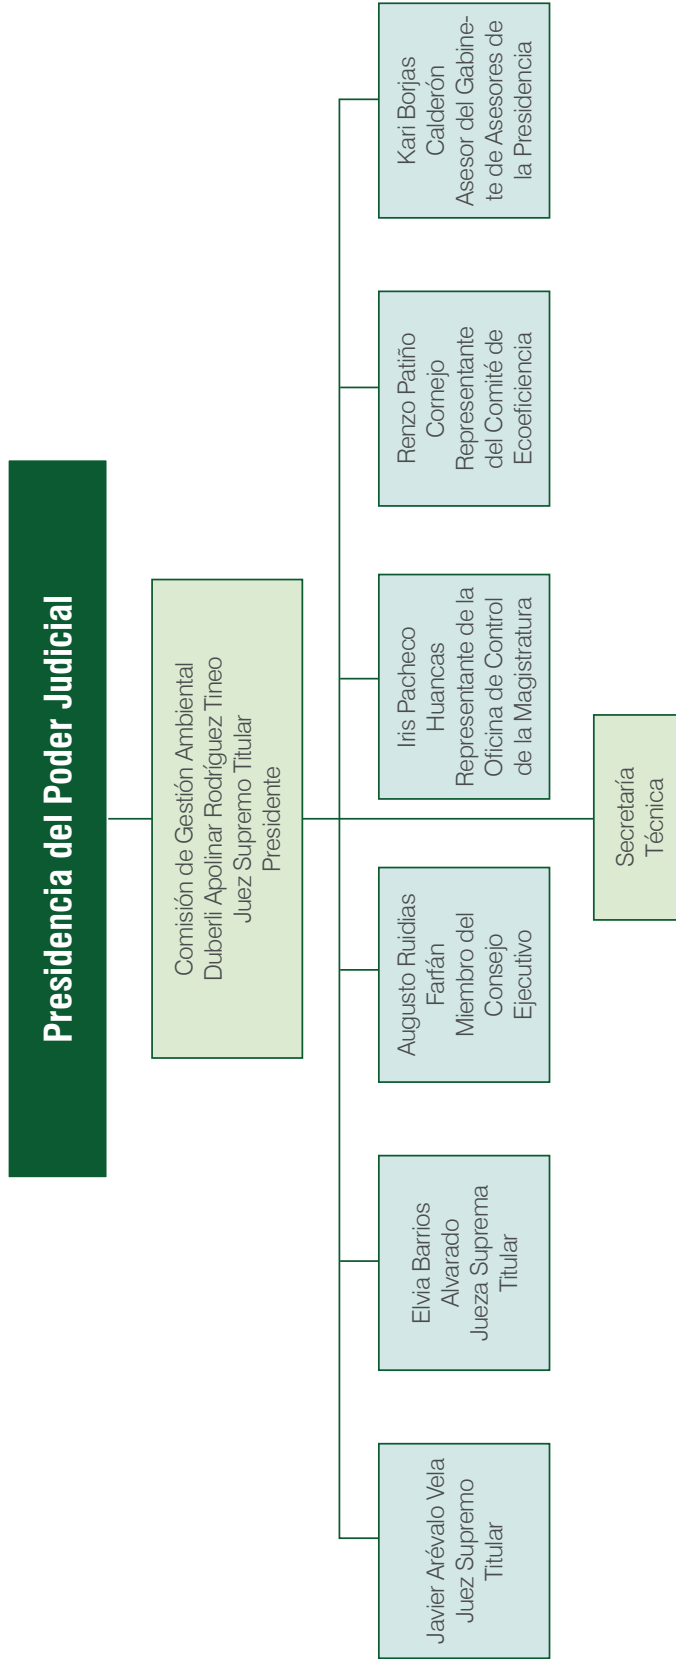 Presidencia del Poder Judicial
Comisión de Gestión Ambiental
Duberli Apolinar Rodríguez Tineo
Juez Supremo Titular
Presidente
Javier Arévalo Vela
Juez Supremo
Titular
Elvia Barrios
Alvarado
Jueza Suprema
Titular
Augusto Ruidias
Farfán
Miembro del
Consejo
Ejecutivo
Iris Pacheco
Huancas
Representante de la
Oficina de Control
de la Magistratura
Renzo Patiño
Cornejo
Representante
del Comité de
Ecoeficiencia
Kari Borjas
Calderón
Asesor del Gabine-
te de Asesores de
la Presidencia
Secretaría
Técnica